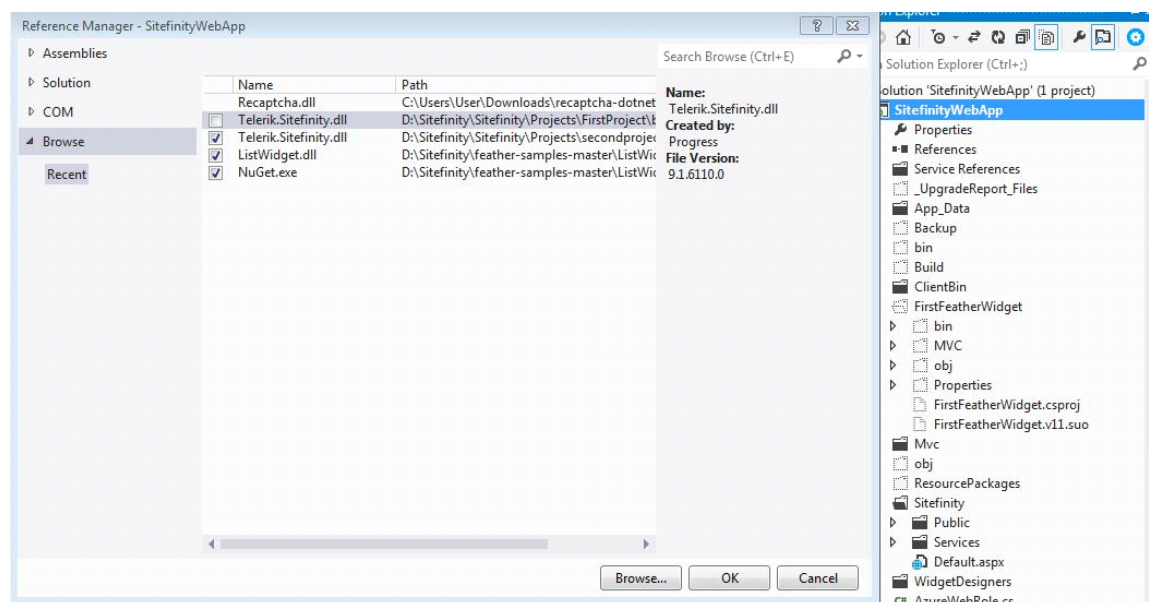 Reference Manager - SitefinityWebApp
Assemblies
Solution
COM
Browse
Recent
Search Browse (Ctrl+E)
Name Path
Recaptcha.dll C:\Users\User\Downloads\recaptcha-dotnet
Telerik.Sitefinity.dll D:\Sitefinity\Sitefinity\Projects\FirstProject\b
Telerik.Sitefinity.dll D:\Sitefinity\Sitefinity\Projects\secondprojec
ListWidget.dll D:\Sitefinity\feather-samples-master\ListWic
NuGet.exe D:\Sitefinity\feather-samples-master\ListWic
Name:
Telerik.Sitefinity.dll
Created by:
Progress
File Version:
9.1.6110.0
Browse... OK Cancel
Solution Explorer (Ctrl+;)
olution 'SitefinityWebApp' (1 project)
SitefinityWebApp
Properties
References
Service References
_UpgradeReport_Files
App_Data
Backup
bin
Build
ClientBin
FirstFeatherWidget
bin
MVC
obj
Properties
FirstFeatherWidget.csproj
FirstFeatherWidget.v11.suo
Mvc
obj
ResourcePackages
Sitefinity
Public
Services
Default.aspx
WidgetDesigners
C# AzureWebRole.cs